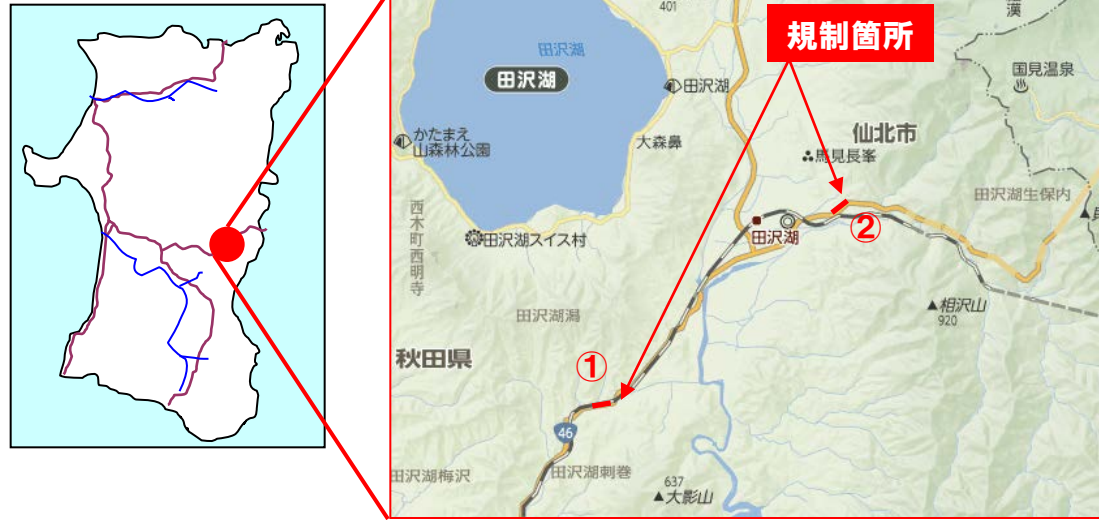 401
規制箇所
田沢湖
田沢湖
田沢湖
国見温泉
かたまえ
山森林公園
大森鼻
仙北市
馬見長峯
田沢湖生保内
西木町西明寺
田沢湖スイス村
田沢湖
②
相沢山
920
田沢湖潟
秋田県
①
46
田沢湖梅沢
田沢湖刺巻
637
大影山